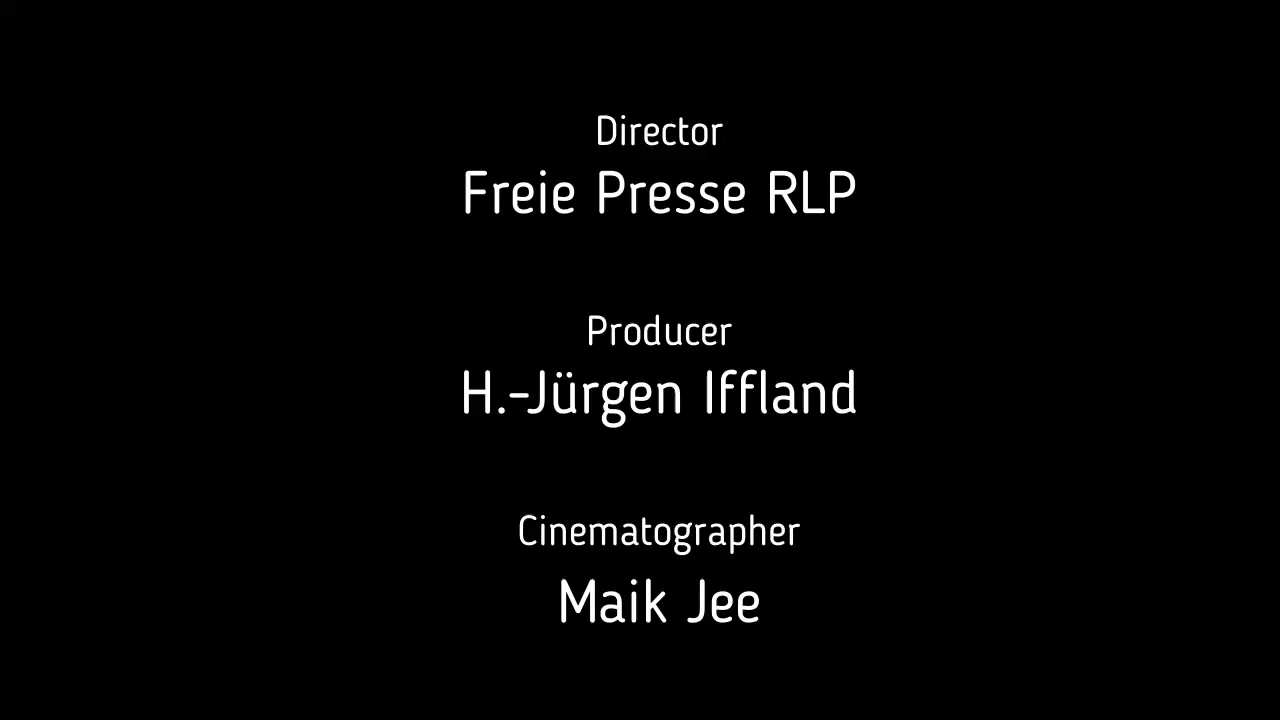 Director
Freie Presse RLP
Producer
H.-Jürgen Iffland
Cinematographer
Maik Jee